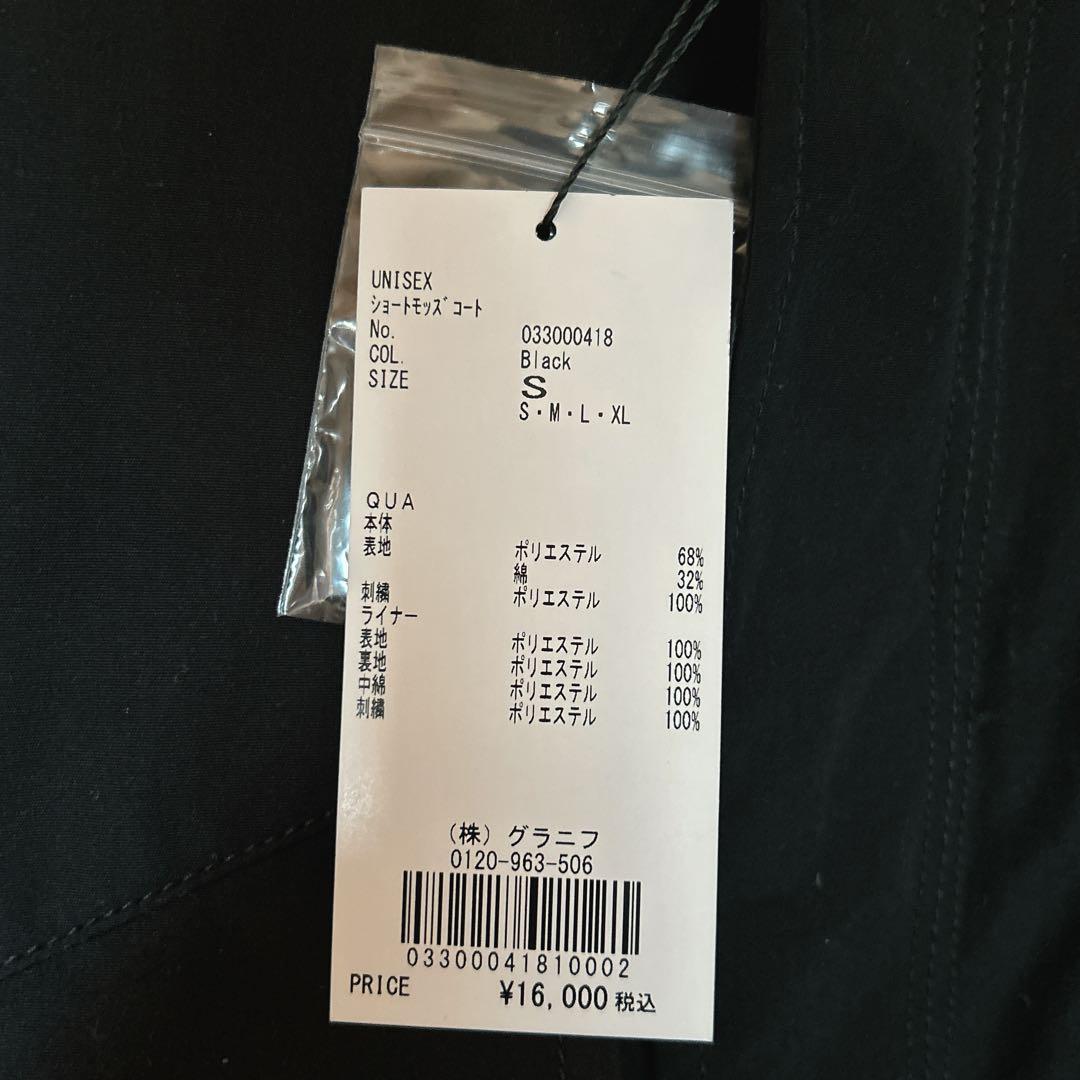 UNISEX
ショートモッズコート
No. 033000418
COL. Black
SIZE S
S・M・L・XL
QUA
本体
表地 ポリエステル 68%
綿 32%
刺繍 ポリエステル 100%
ライナー
表地 ポリエステル 100%
裏地 ポリエステル 100%
中綿 ポリエステル 100%
刺繍 ポリエステル 100%
(株) グラニフ
0120-963-506
03300041810002
PRICE ¥16,000 税込